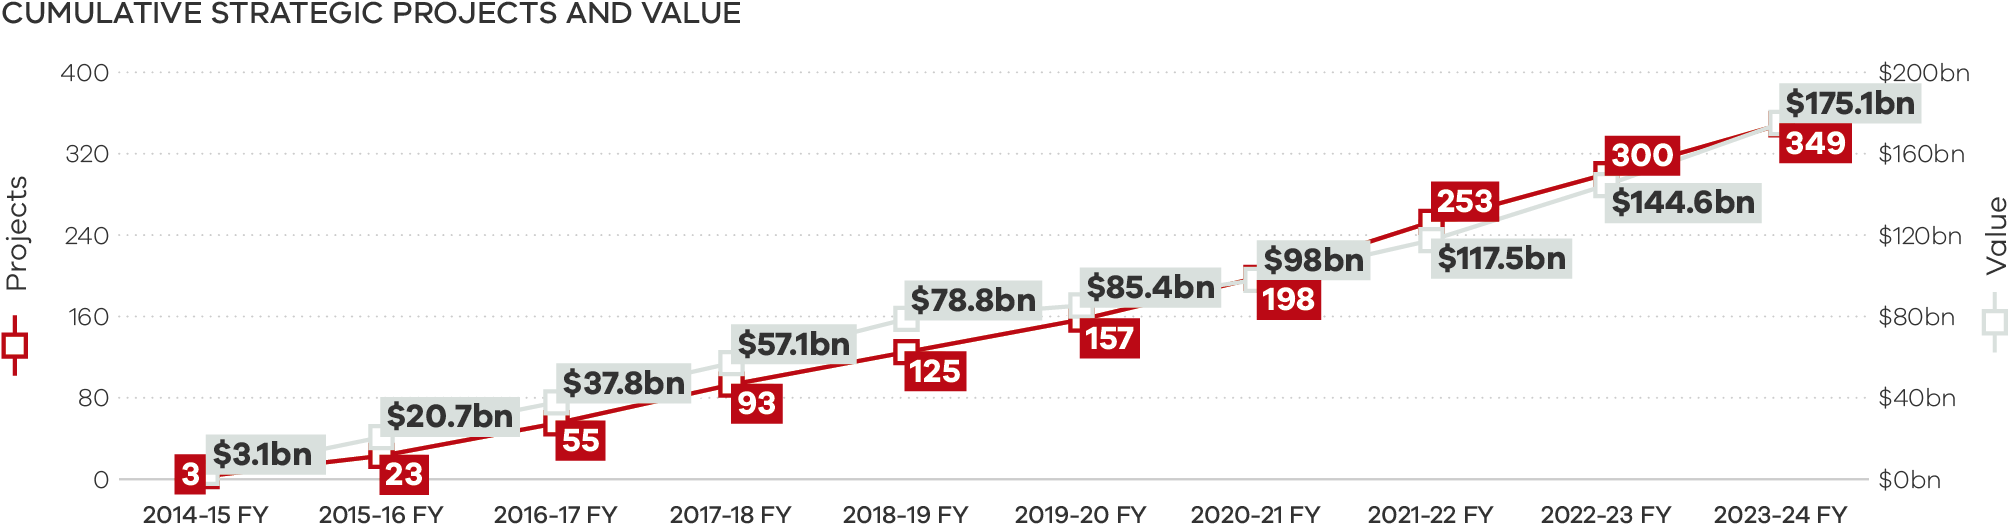 CUMULATIVE STRATEGIC PROJECTS AND VALUE
400
$200bn
$175.1bn
349
320
$160bn
300
$144.6bn
253
$117.5bn
240
$120bn
$98bn
198
$85.4bn
157
$78.8bn
125
160
$80bn
$57.1bn
93
$37.8bn
55
80
$40bn
$20.7bn
23
$3.1bn
3
0
$0bn
Projects
Value
2014-15 FY
2015-16 FY
2016-17 FY
2017-18 FY
2018-19 FY
2019-20 FY
2020-21 FY
2021-22 FY
2022-23 FY
2023-24 FY